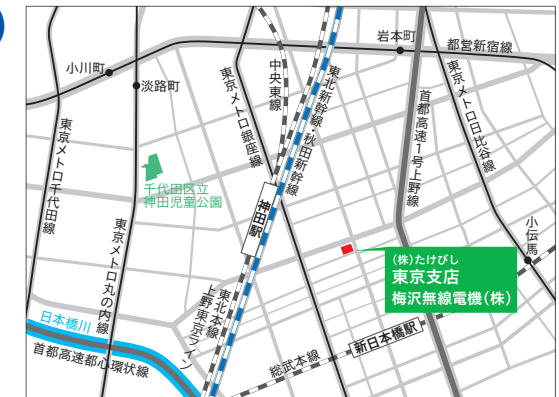 岩本町
都営新宿線
小川町
淡路町
中央東線
東京メトロ銀座線
東北新幹線・秋田新幹線
首都高速1号上野線
東京メトロ日比谷線
東京メトロ千代田線
千代田区立
神田児童公園
神田駅
小伝馬
東京メトロ丸の内線
(株)たけびし
東京支店
梅沢無線電機(株)
東北本線
上野東京ライン
日本橋川
首都高速都心環状線
新日本橋駅
総武本線